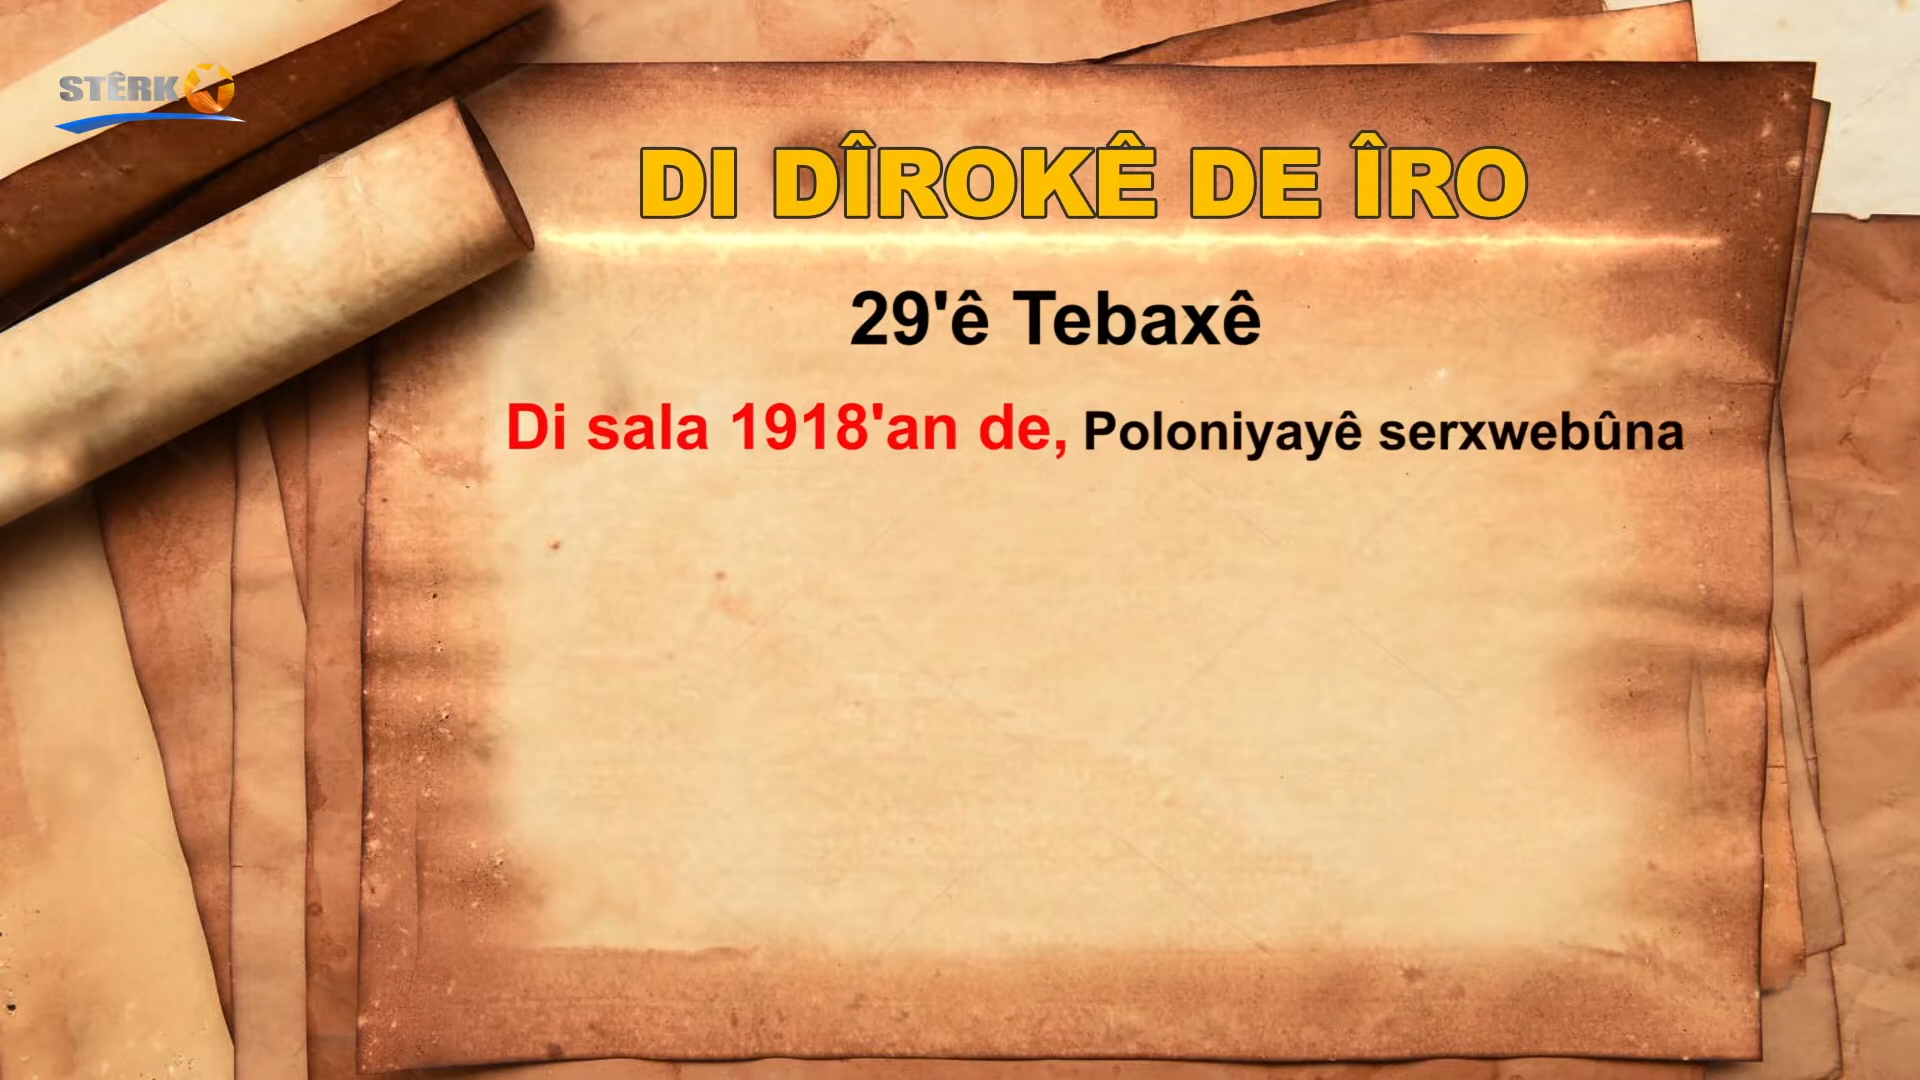 STÊRK
DI DÎROKÊ DE ÎRO
29'ê Tebaxê
Di sala 1918'an de, Poloniyayê serxwebûna